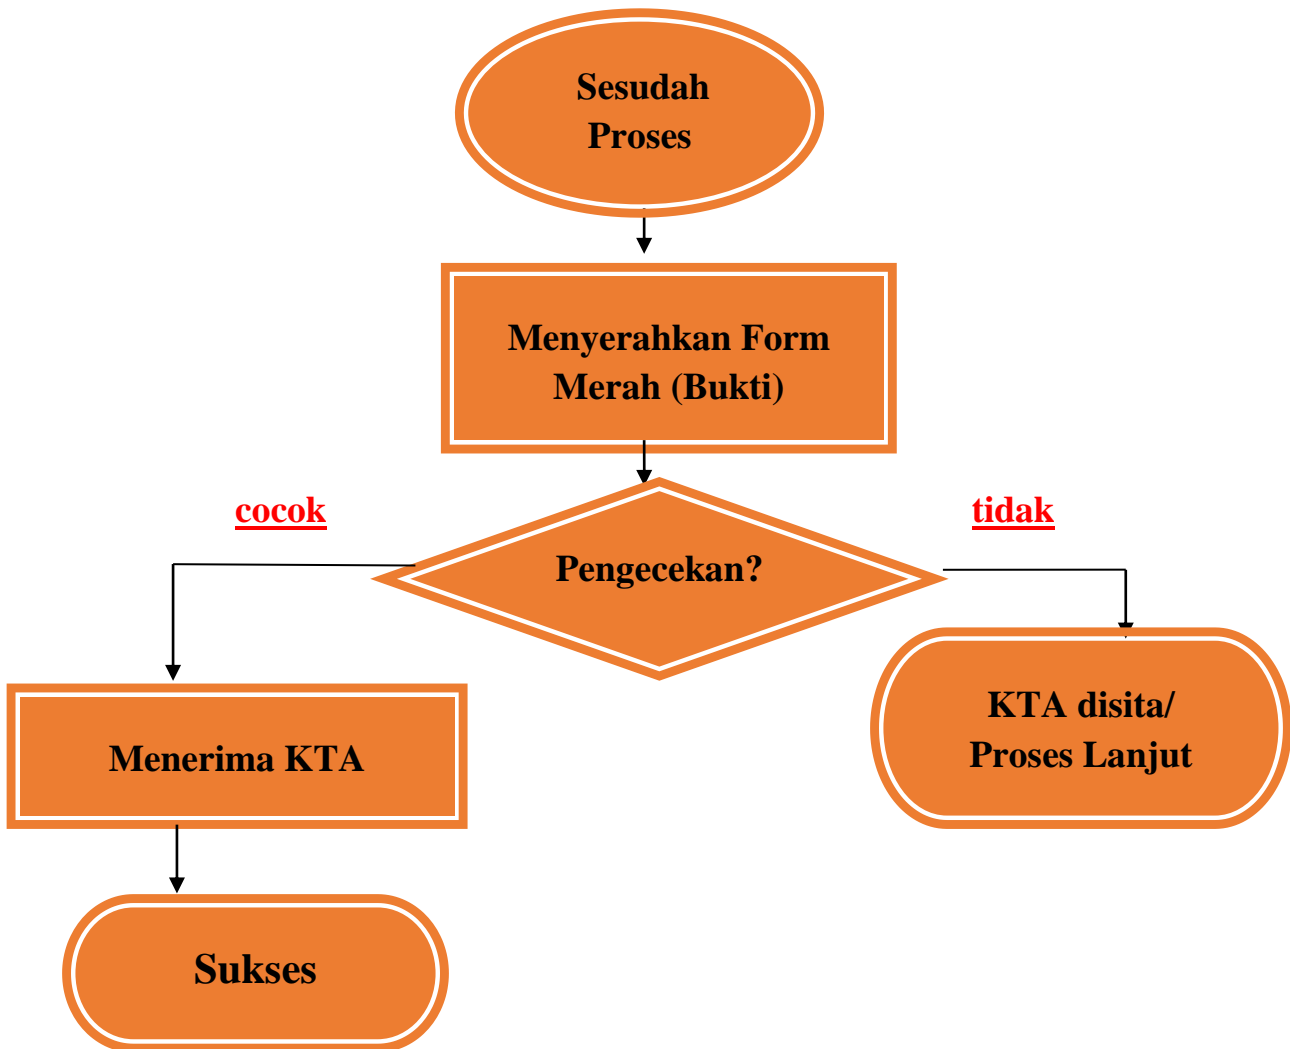 Sesudah
Proses
Menyerahkan Form
Merah (Bukti)
cocok
tidak
Pengecekan?
KTA disita/
Proses Lanjut
Menerima KTA
Sukses